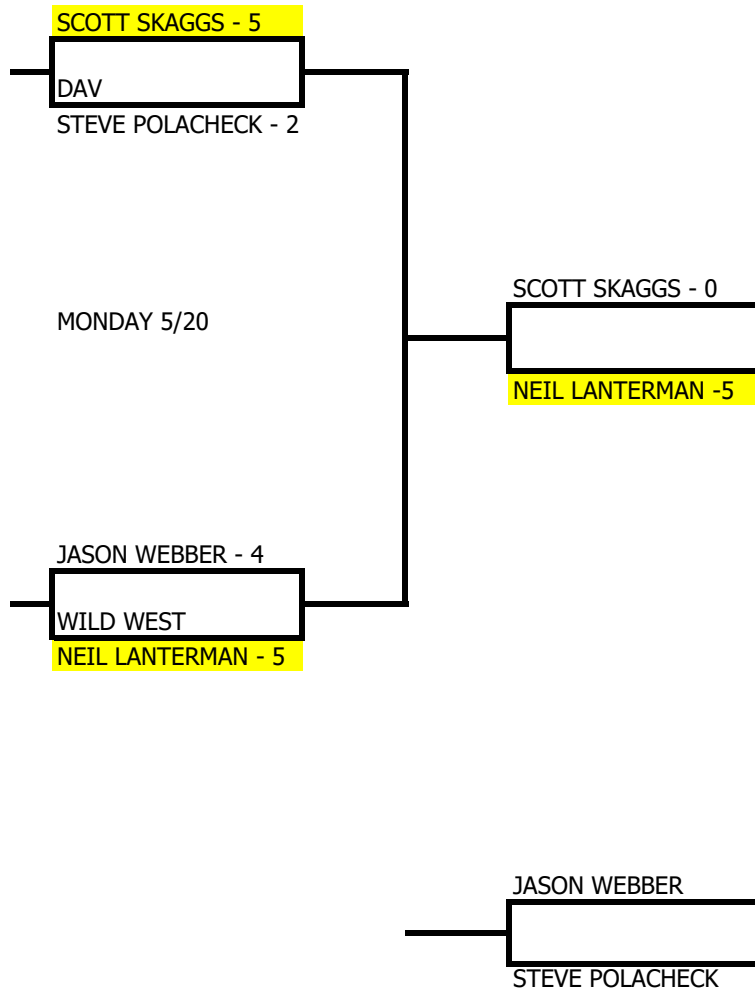 SCOTT SKAGGS - 5
DAV
STEVE POLACHECK - 2
MONDAY 5/20
SCOTT SKAGGS - 0
NEIL LANTERMAN -5
JASON WEBBER - 4
WILD WEST
NEIL LANTERMAN - 5
JASON WEBBER
STEVE POLACHECK